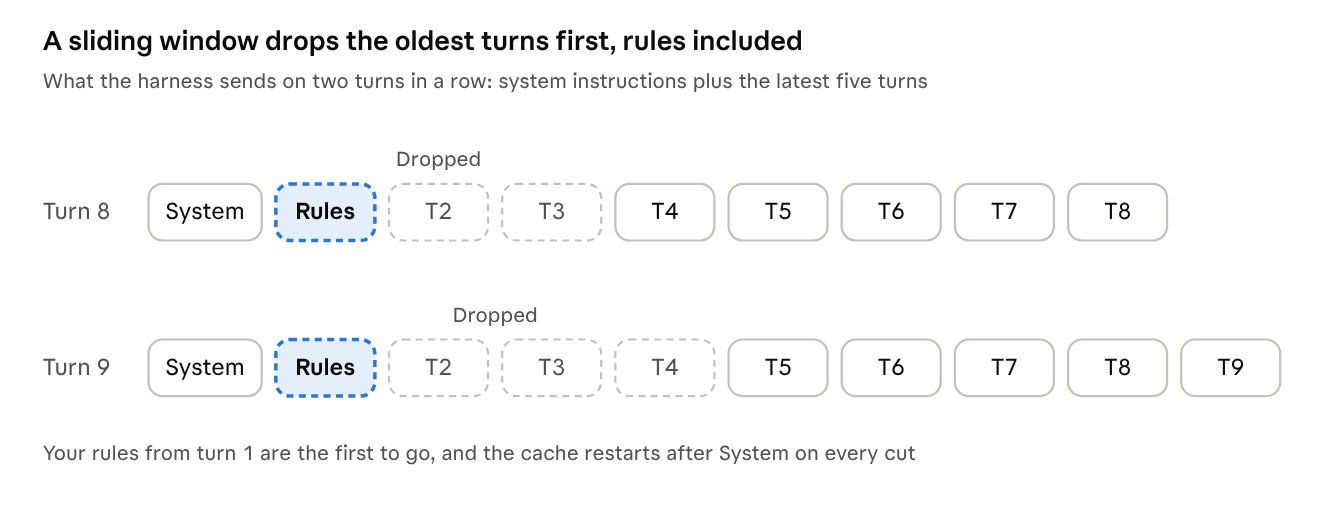 A sliding window drops the oldest turns first, rules included
What the harness sends on two turns in a row: system instructions plus the latest five turns
Dropped
Turn 8 System Rules T2 T3 T4 T5 T6 T7 T8
Dropped
Turn 9 System Rules T2 T3 T4 T5 T6 T7 T8 T9
Your rules from turn 1 are the first to go, and the cache restarts after System on every cut